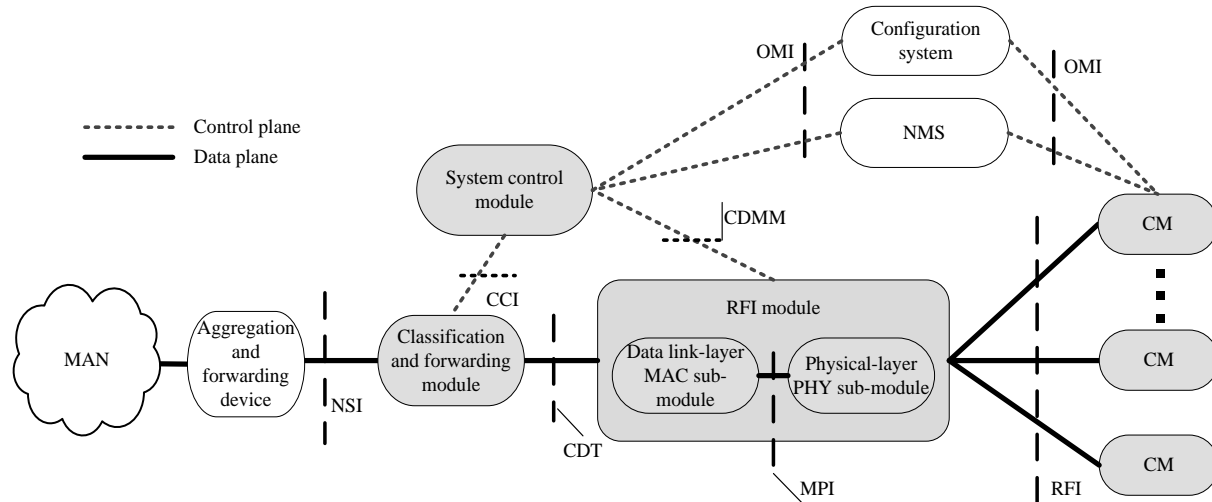 Configuration
system
OMI
OMI
Control plane
Data plane
NMS
System control
module
CDMM
CM
CCI
RFI module
MAN
Aggregation
and
forwarding
device
Classification
and forwarding
module
Data link-layer
MAC sub-
module
Physical-layer
PHY sub-module
CM
NSI
CDT
MPI
RFI
CM